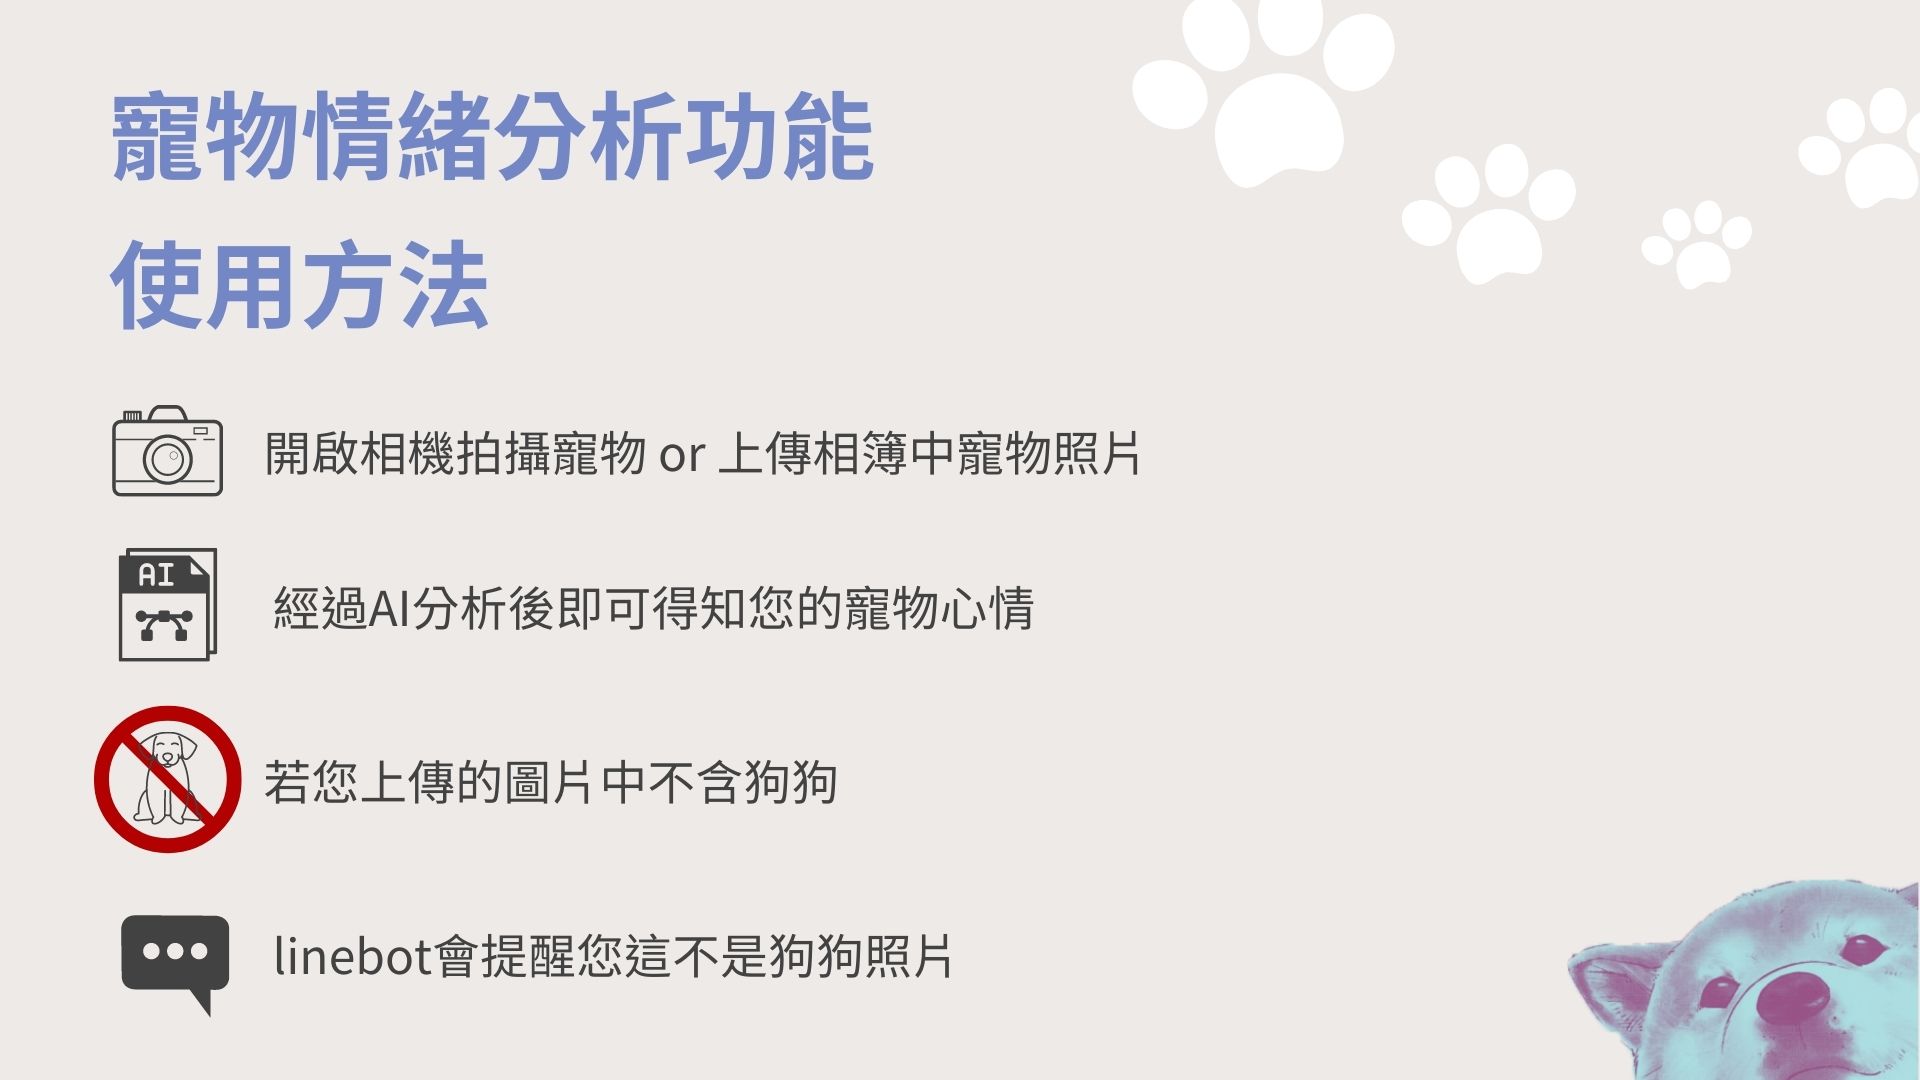 寵物情緒分析功能
使用方法
開啟相機拍攝寵物 or 上傳相簿中寵物照片
AI
經過AI分析後即可得知您的寵物心情
若您上傳的圖片中不含狗狗
linebot會提醒您這不是狗狗照片